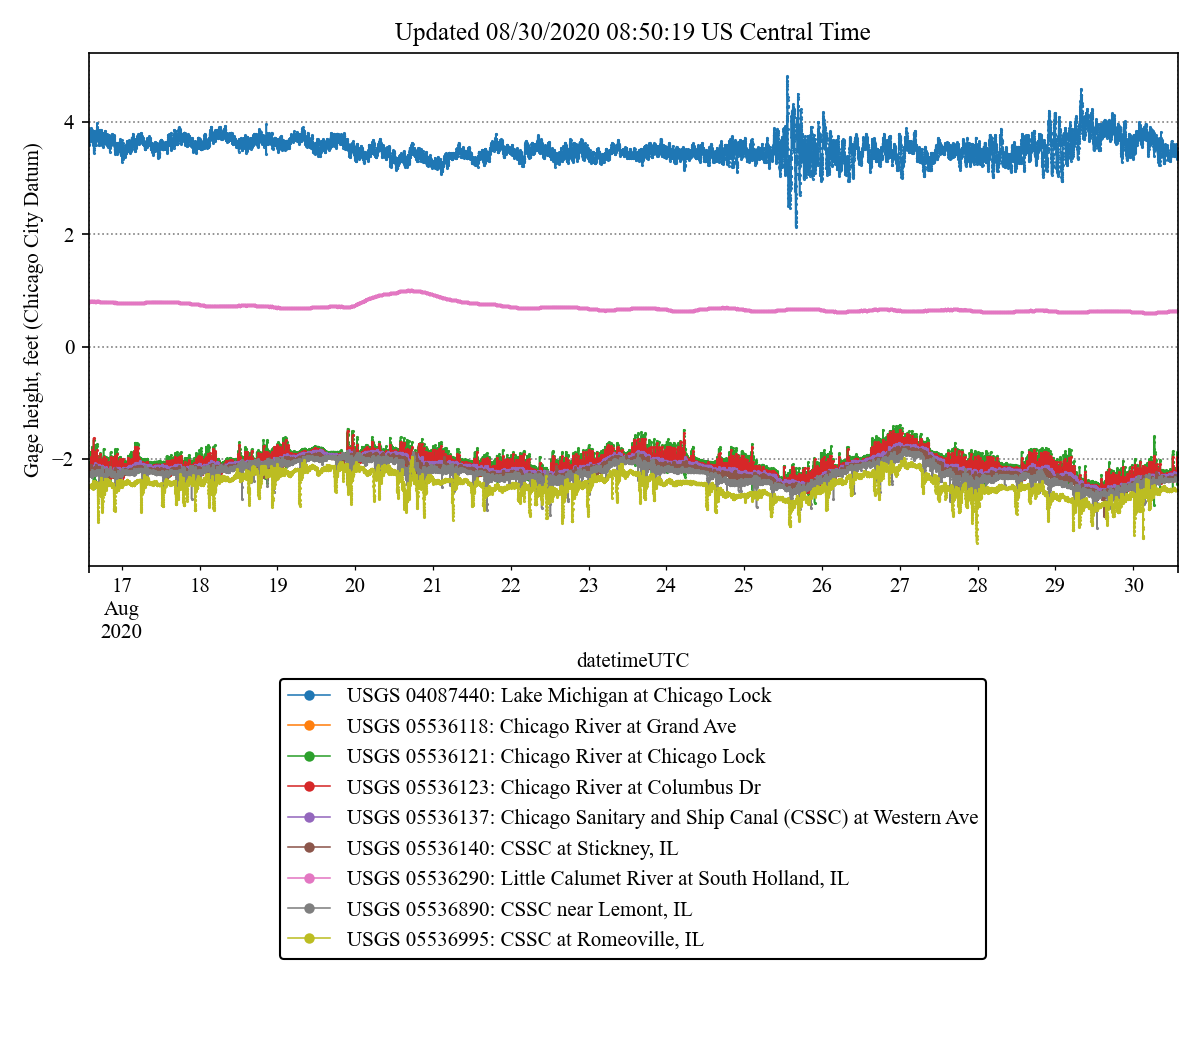 Updated 08/30/2020 08:50:19 US Central Time
Gage height, feet (Chicago City Datum)
4
2
0
−2
17 18 19 20 21 22 23 24 25 26 27 28 29 30
Aug
2020
datetimeUTC
USGS 04087440: Lake Michigan at Chicago Lock
USGS 05536118: Chicago River at Grand Ave
USGS 05536121: Chicago River at Chicago Lock
USGS 05536123: Chicago River at Columbus Dr
USGS 05536137: Chicago Sanitary and Ship Canal (CSSC) at Western Ave
USGS 05536140: CSSC at Stickney, IL
USGS 05536290: Little Calumet River at South Holland, IL
USGS 05536890: CSSC near Lemont, IL
USGS 05536995: CSSC at Romeoville, IL